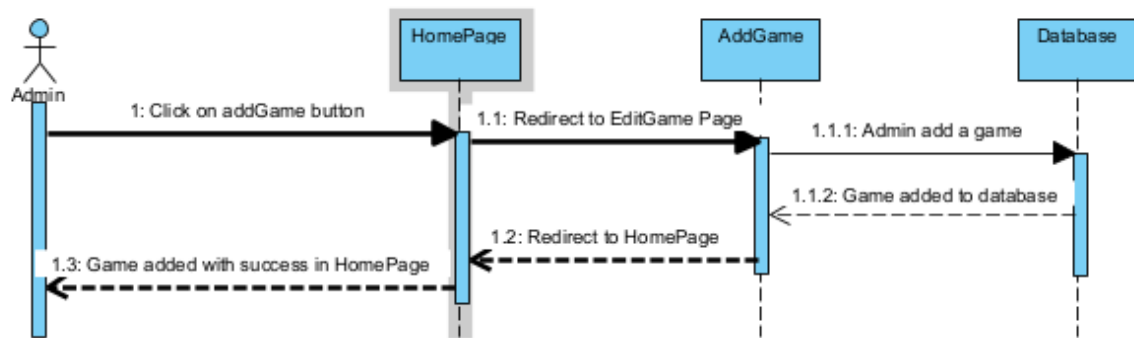 HomePage
AddGame
Database
Admin
1: Click on addGame button
1.1: Redirect to EditGame Page
1.1.1: Admin add a game
1.1.2: Game added to database
1.2: Redirect to HomePage
1.3: Game added with success in HomePage